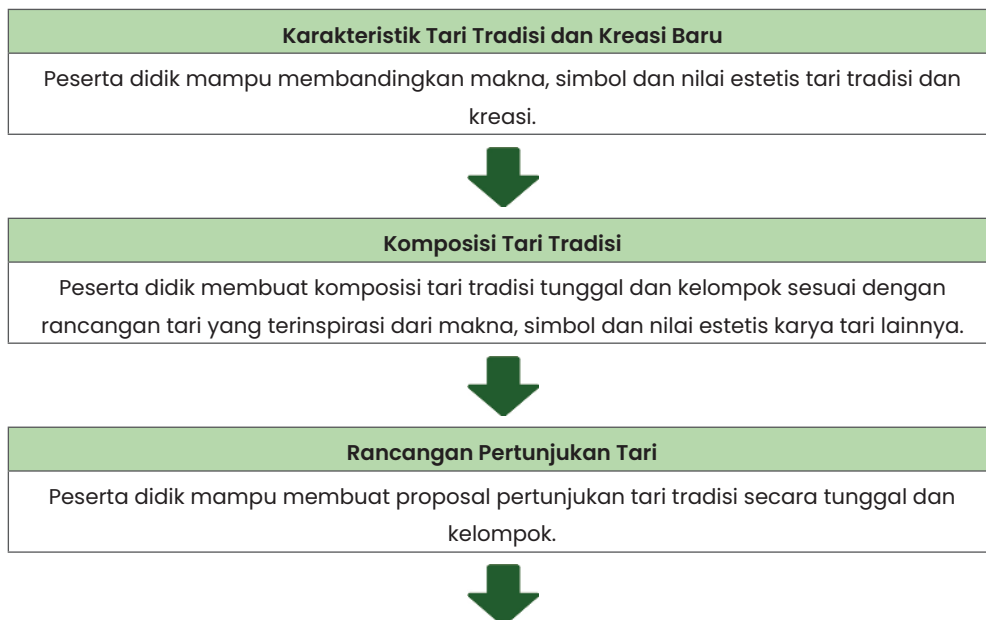 Karakteristik Tari Tradisi dan Kreasi Baru
Peserta didik mampu membandingkan makna, simbol dan nilai estetis tari tradisi dan
kreasi.
Komposisi Tari Tradisi
Peserta didik membuat komposisi tari tradisi tunggal dan kelompok sesuai dengan
rancangan tari yang terinspirasi dari makna, simbol dan nilai estetis karya tari lainnya.
Rancangan Pertunjukan Tari
Peserta didik mampu membuat proposal pertunjukan tari tradisi secara tunggal dan
kelompok.